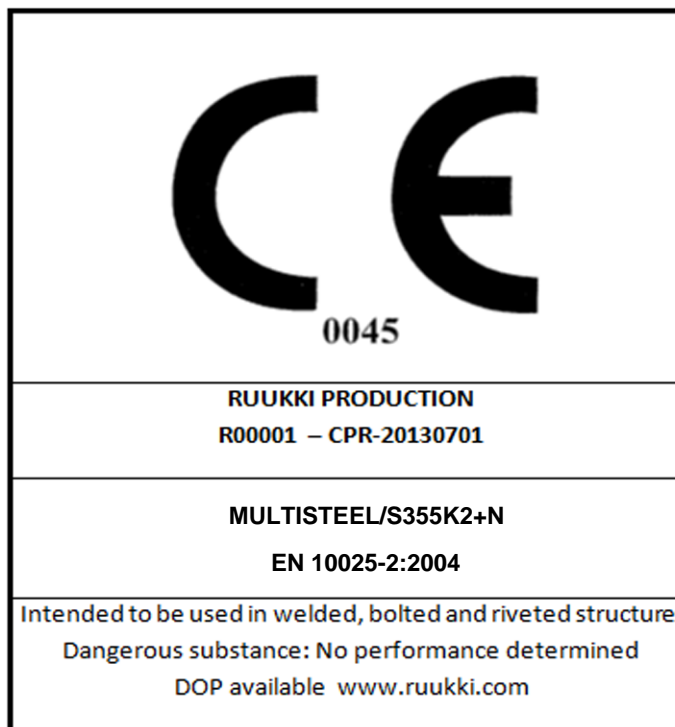 CE
0045
RUUKKI PRODUCTION
R00001 – CPR-20130701
MULTISTEEL/S355K2+N
EN 10025-2:2004
Intended to be used in welded, bolted and riveted structure
Dangerous substance: No performance determined
DOP available www.ruukki.com